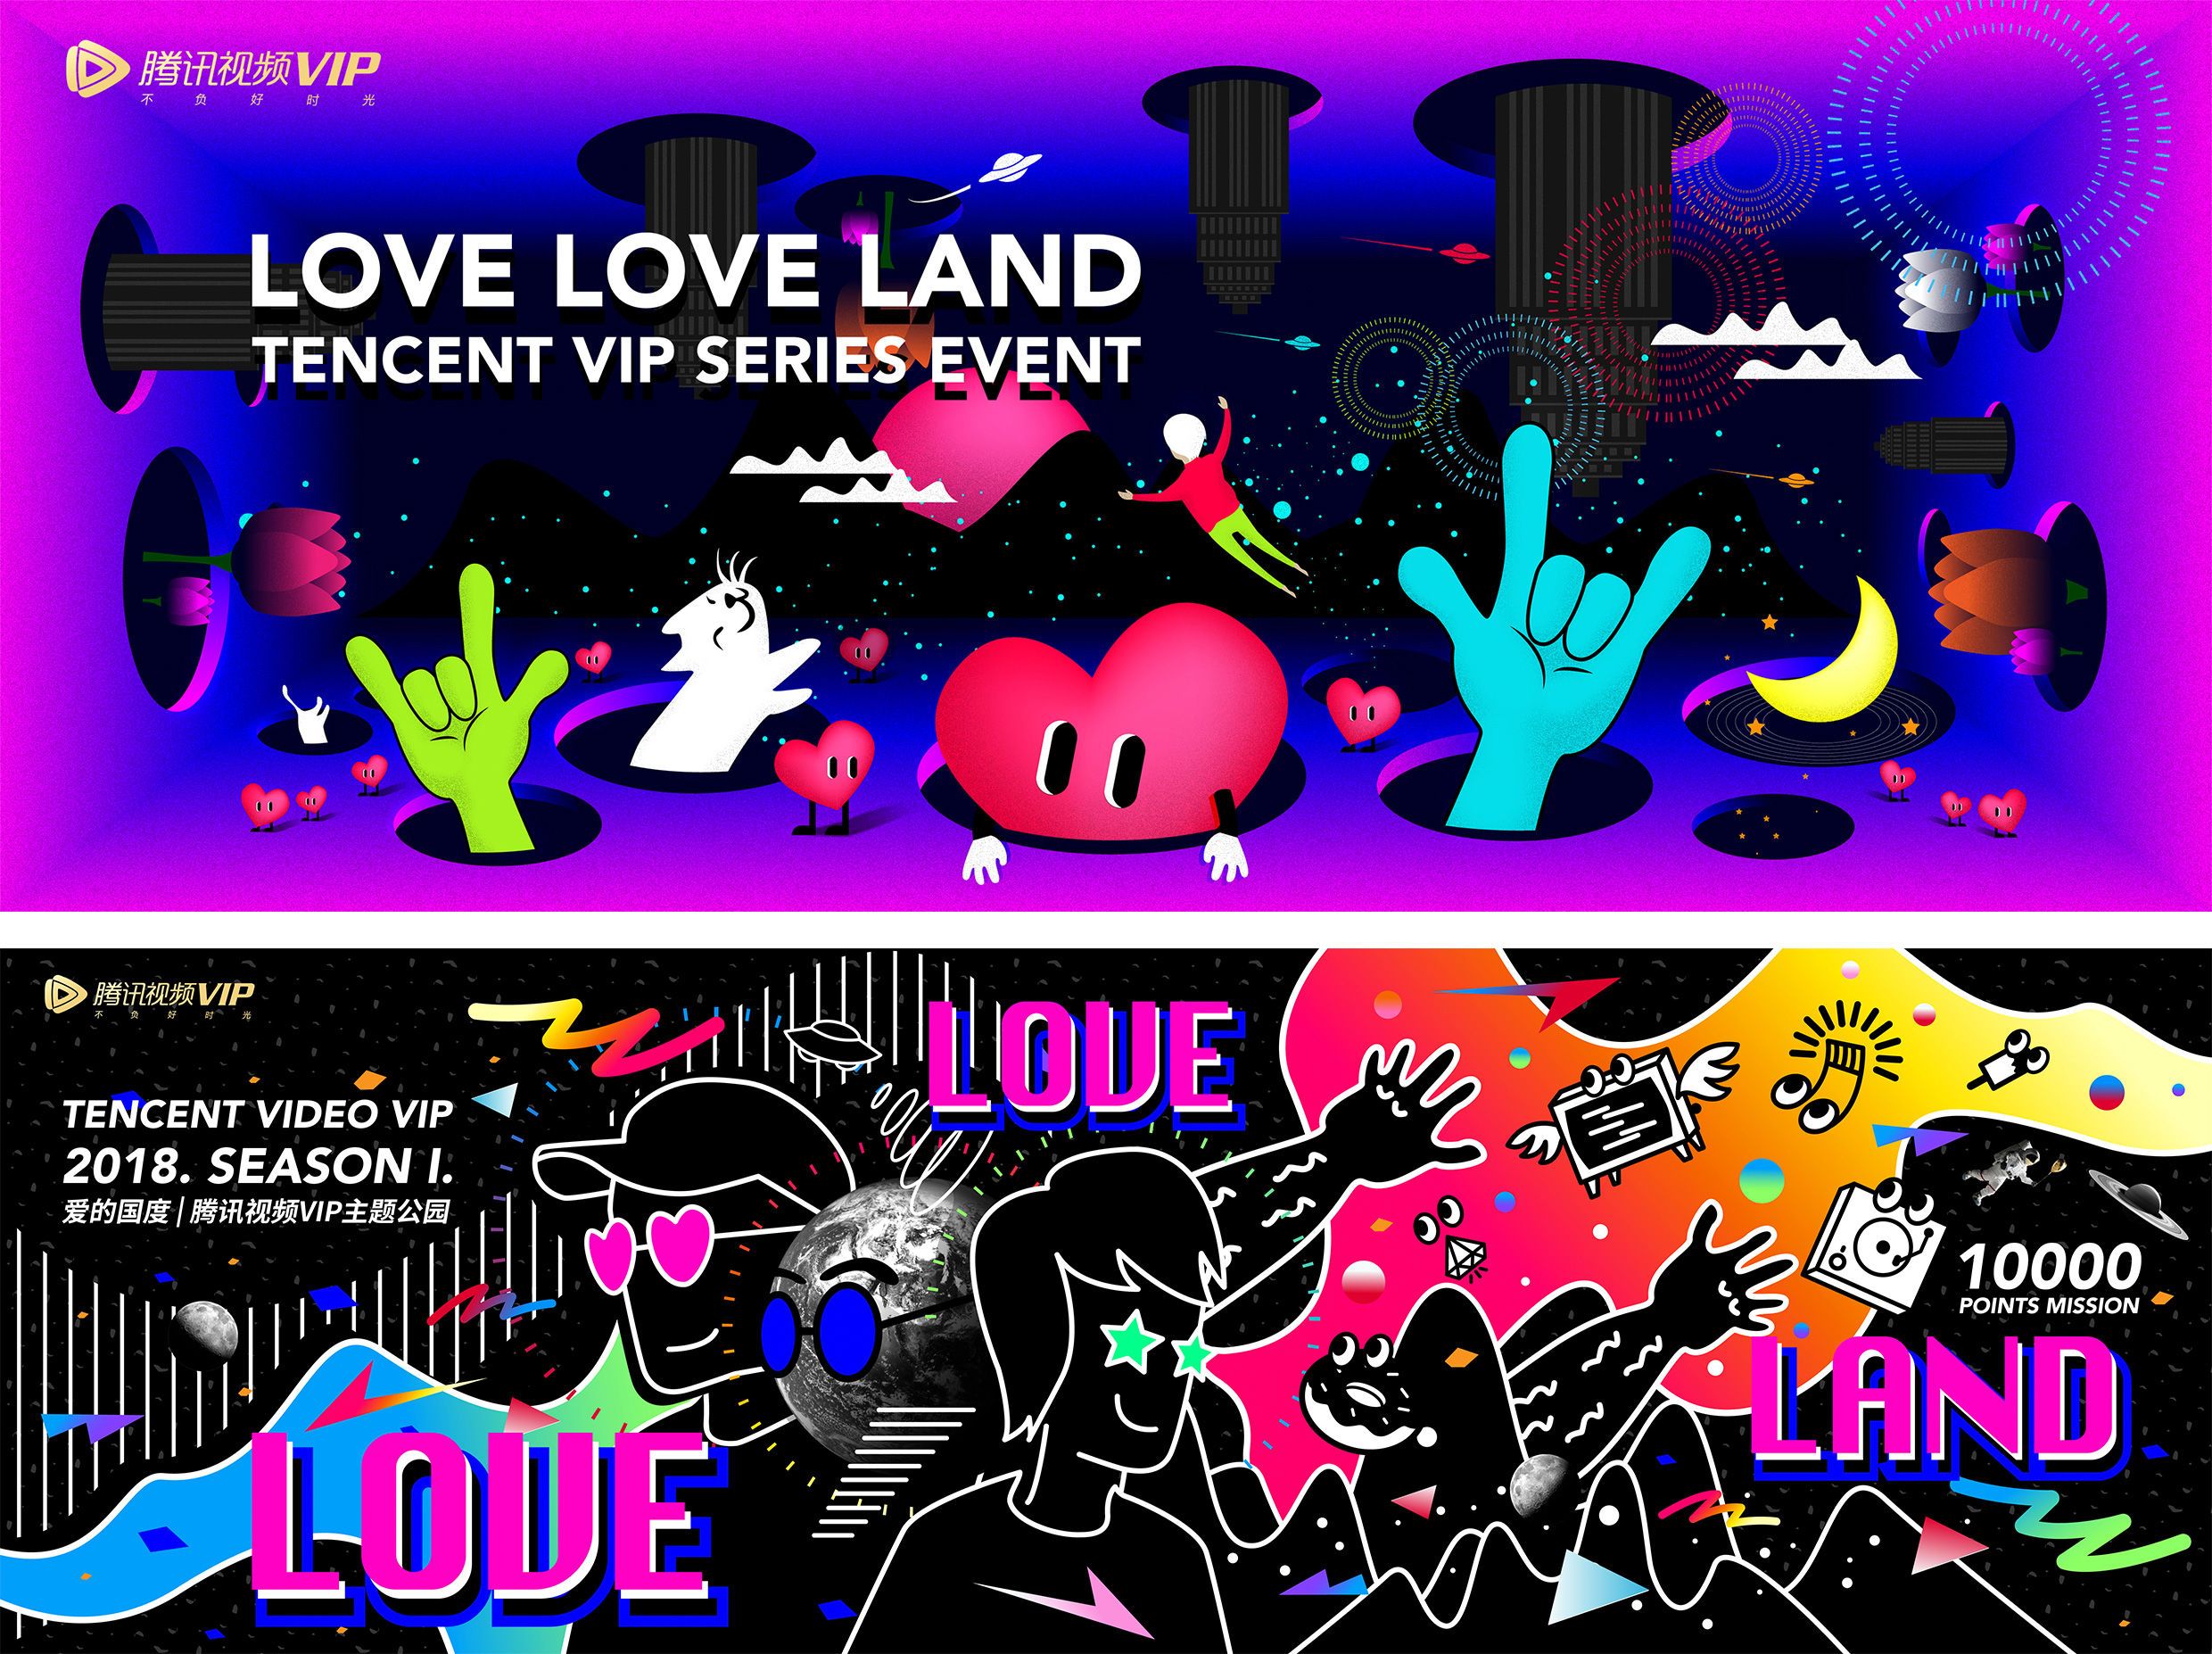 腾讯视频VIP
不负好时光
LOVE LOVE LAND
TENCENT VIP SERIES EVENT
腾讯视频VIP
不负好时光
LOVE
TENCENT VIDEO VIP
2018. SEASON I.
爱的国度 | 腾讯视频VIP主题公园
10000
POINTS MISSION
LOVE
LAND